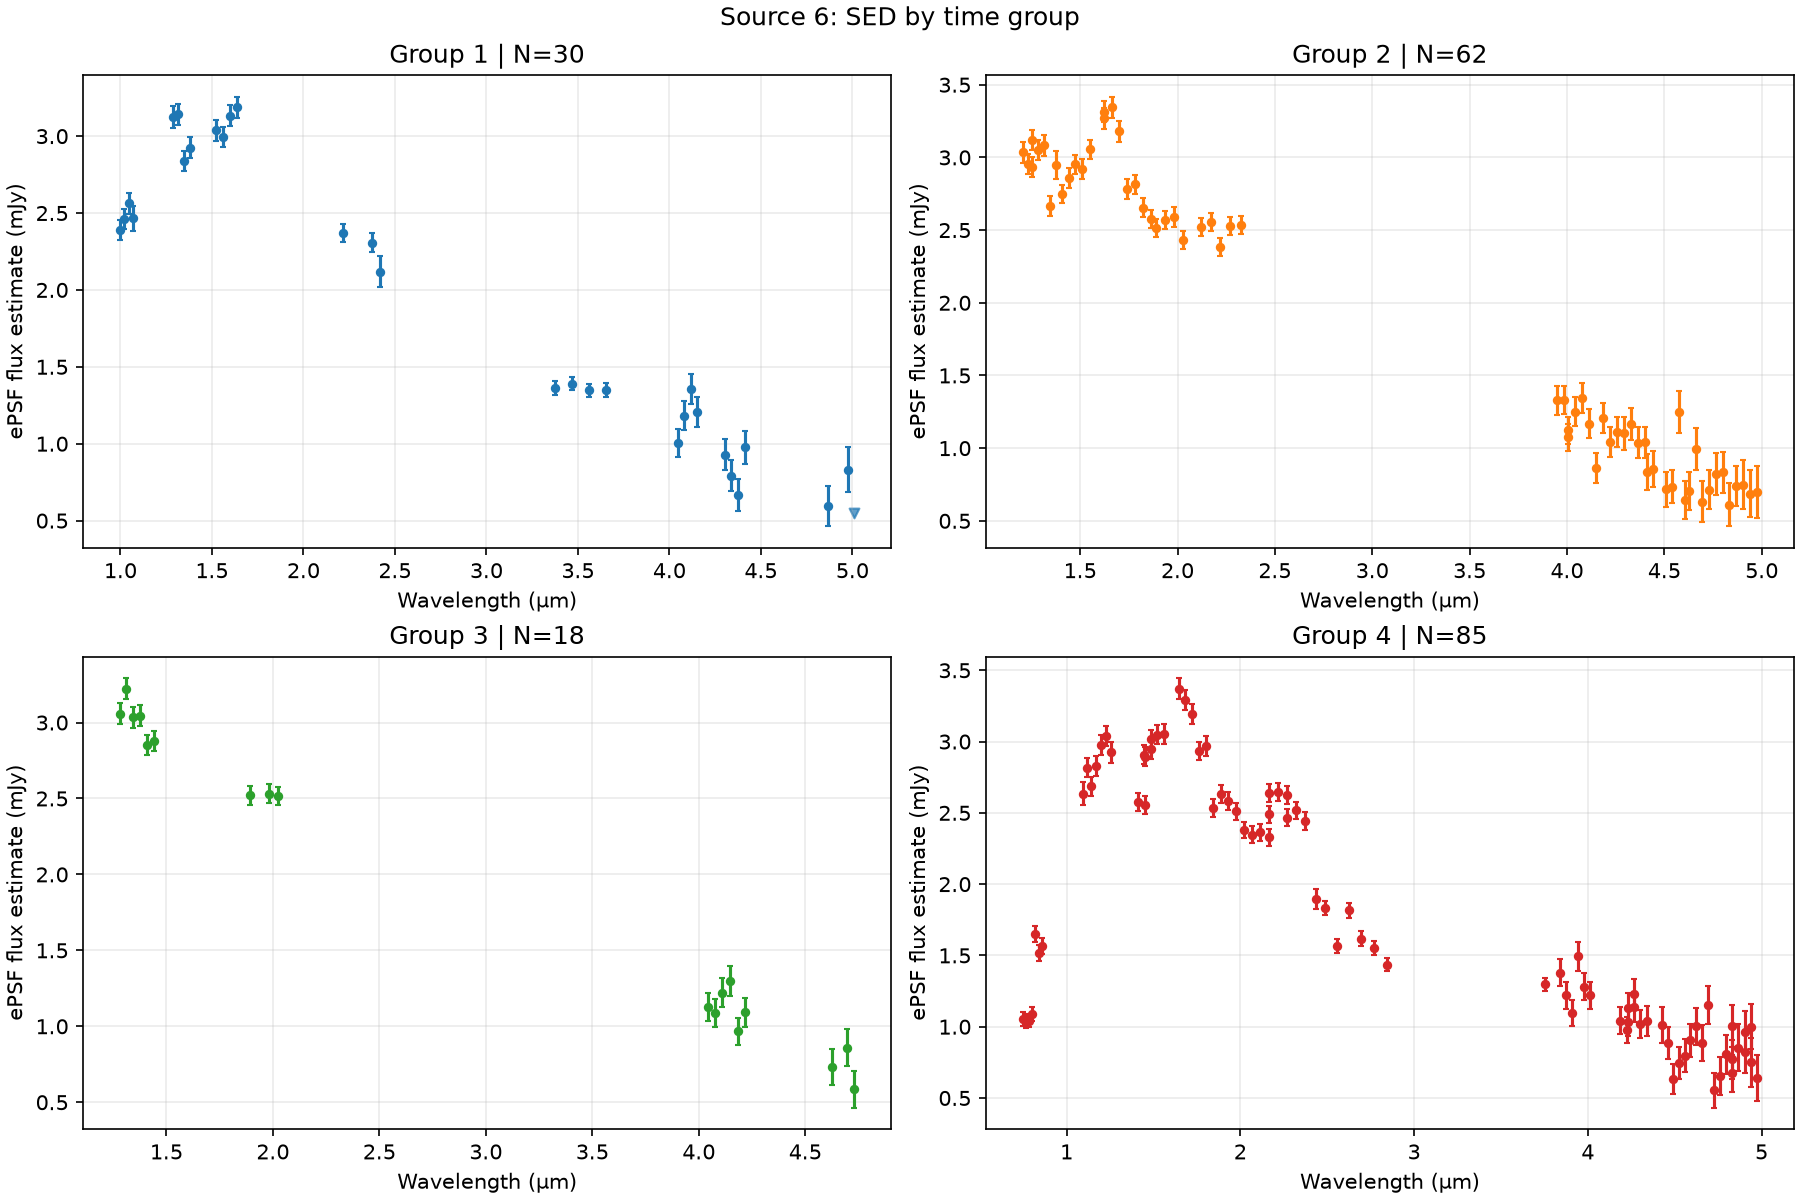 Source 6: SED by time group
Group 1 | N=30
ePSF flux estimate (mJy)
3.0
2.5
2.0
1.5
1.0
0.5
1.0 1.5 2.0 2.5 3.0 3.5 4.0 4.5 5.0
Wavelength (μm)
Group 2 | N=62
ePSF flux estimate (mJy)
3.5
3.0
2.5
2.0
1.5
1.0
0.5
1.5 2.0 2.5 3.0 3.5 4.0 4.5 5.0
Wavelength (μm)
Group 3 | N=18
ePSF flux estimate (mJy)
3.0
2.5
2.0
1.5
1.0
0.5
1.5 2.0 2.5 3.0 3.5 4.0 4.5
Wavelength (μm)
Group 4 | N=85
ePSF flux estimate (mJy)
3.5
3.0
2.5
2.0
1.5
1.0
0.5
1 2 3 4 5
Wavelength (μm)